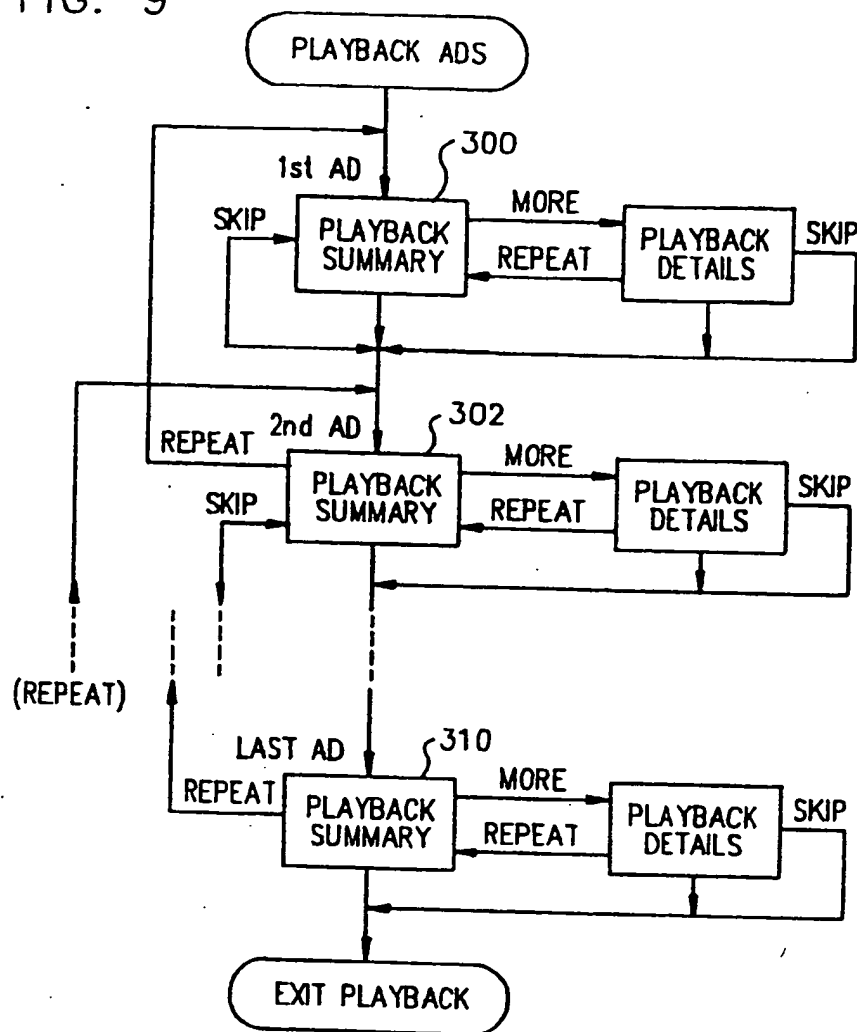 FIG. 9
PLAYBACK ADS
300
1st AD
SKIP
PLAYBACK
SUMMARY
MORE
REPEAT
PLAYBACK
DETAILS
SKIP
302
2nd AD
REPEAT
SKIP
PLAYBACK
SUMMARY
MORE
REPEAT
PLAYBACK
DETAILS
SKIP
(REPEAT)
310
LAST AD
REPEAT
PLAYBACK
SUMMARY
MORE
REPEAT
PLAYBACK
DETAILS
SKIP
EXIT PLAYBACK